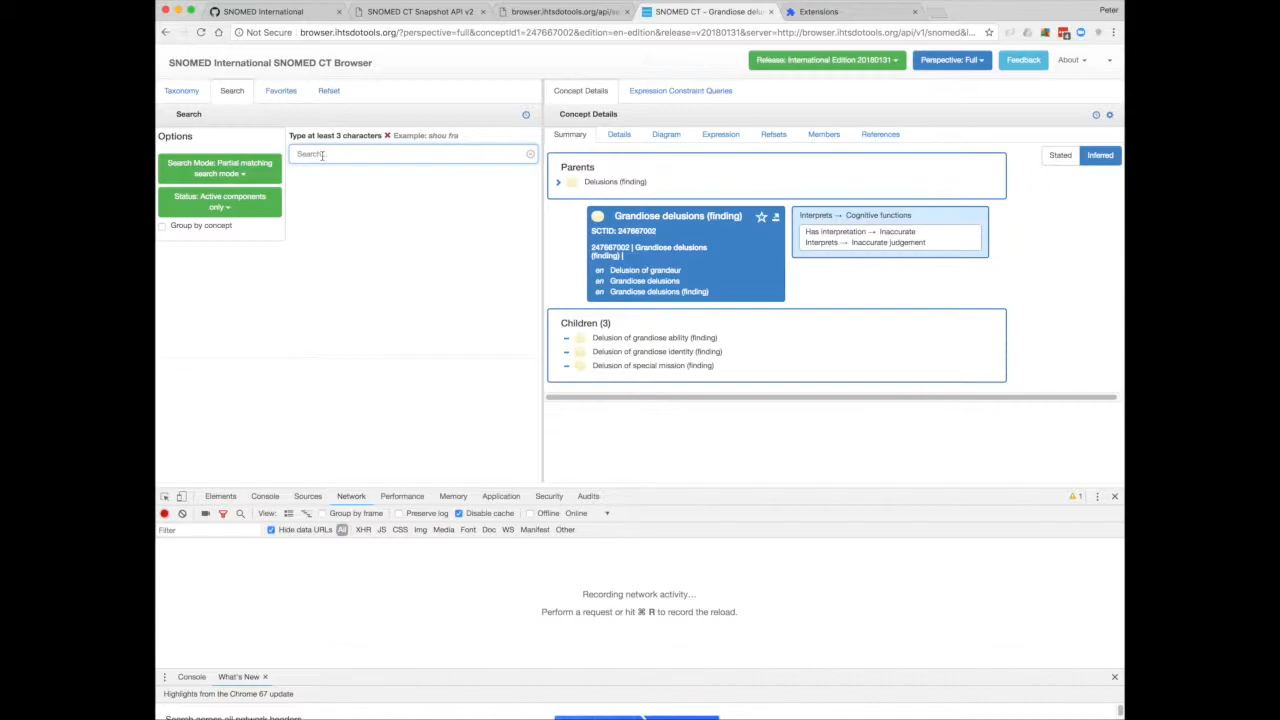 SNOMED International
SNOMED CT Snapshot API v2
browser.ihtsdotools.org/api/s
SNOMED CT - Grandiose delu
Extensions
Peter
Not Secure browser.ihtsdotools.org/?perspective=full&conceptId1=247667002&edition=en-edition&release=v20180131&server=http://browser.ihtsdotools.org/api/v1/snomed&l...
SNOMED International SNOMED CT Browser
Release: International Edition 20180131
Perspective: Full
Feedback
About
Taxonomy Search Favorites Refset
Search
Options
Search Mode: Partial matching
search mode
Status: Active components
only
Group by concept
Type at least 3 characters Example: shou fra
Search
Concept Details Expression Constraint Queries
Concept Details
Summary Details Diagram Expression Refsets Members References
Stated Inferred
Parents
Delusions (finding)
Grandiose delusions (finding)
SCTID: 247667002
247667002 | Grandiose delusions
(finding) |
en Delusion of grandeur
en Grandiose delusions
en Grandiose delusions (finding)
Interprets → Cognitive functions
Has interpretation → Inaccurate
Interprets → Inaccurate judgement
Children (3)
Delusion of grandiose ability (finding)
Delusion of grandiose identity (finding)
Delusion of special mission (finding)
Elements Console Sources Network Performance Memory Application Security Audits
1
View: Group by frame Preserve log Disable cache Offline Online
Filter Hide data URLs All XHR JS CSS Img Media Font Doc WS Manifest Other
Recording network activity...
Perform a request or hit ⌘ R to record the reload.
Console What's New
Highlights from the Chrome 67 update
Search across all network headers